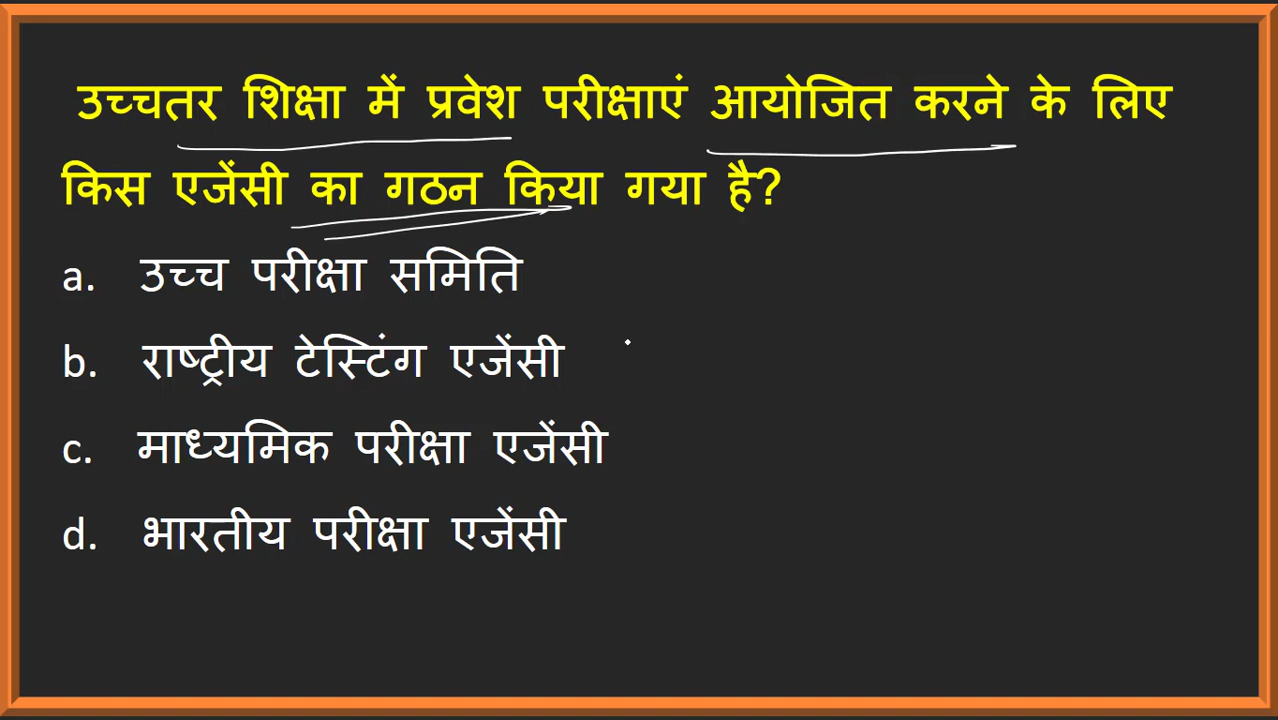 उच्चतर शिक्षा में प्रवेश परीक्षाएं आयोजित करने के लिए
किस एजेंसी का गठन किया गया है?
a. उच्च परीक्षा समिति
b. राष्ट्रीय टेस्टिंग एजेंसी
c. माध्यमिक परीक्षा एजेंसी
d. भारतीय परीक्षा एजेंसी